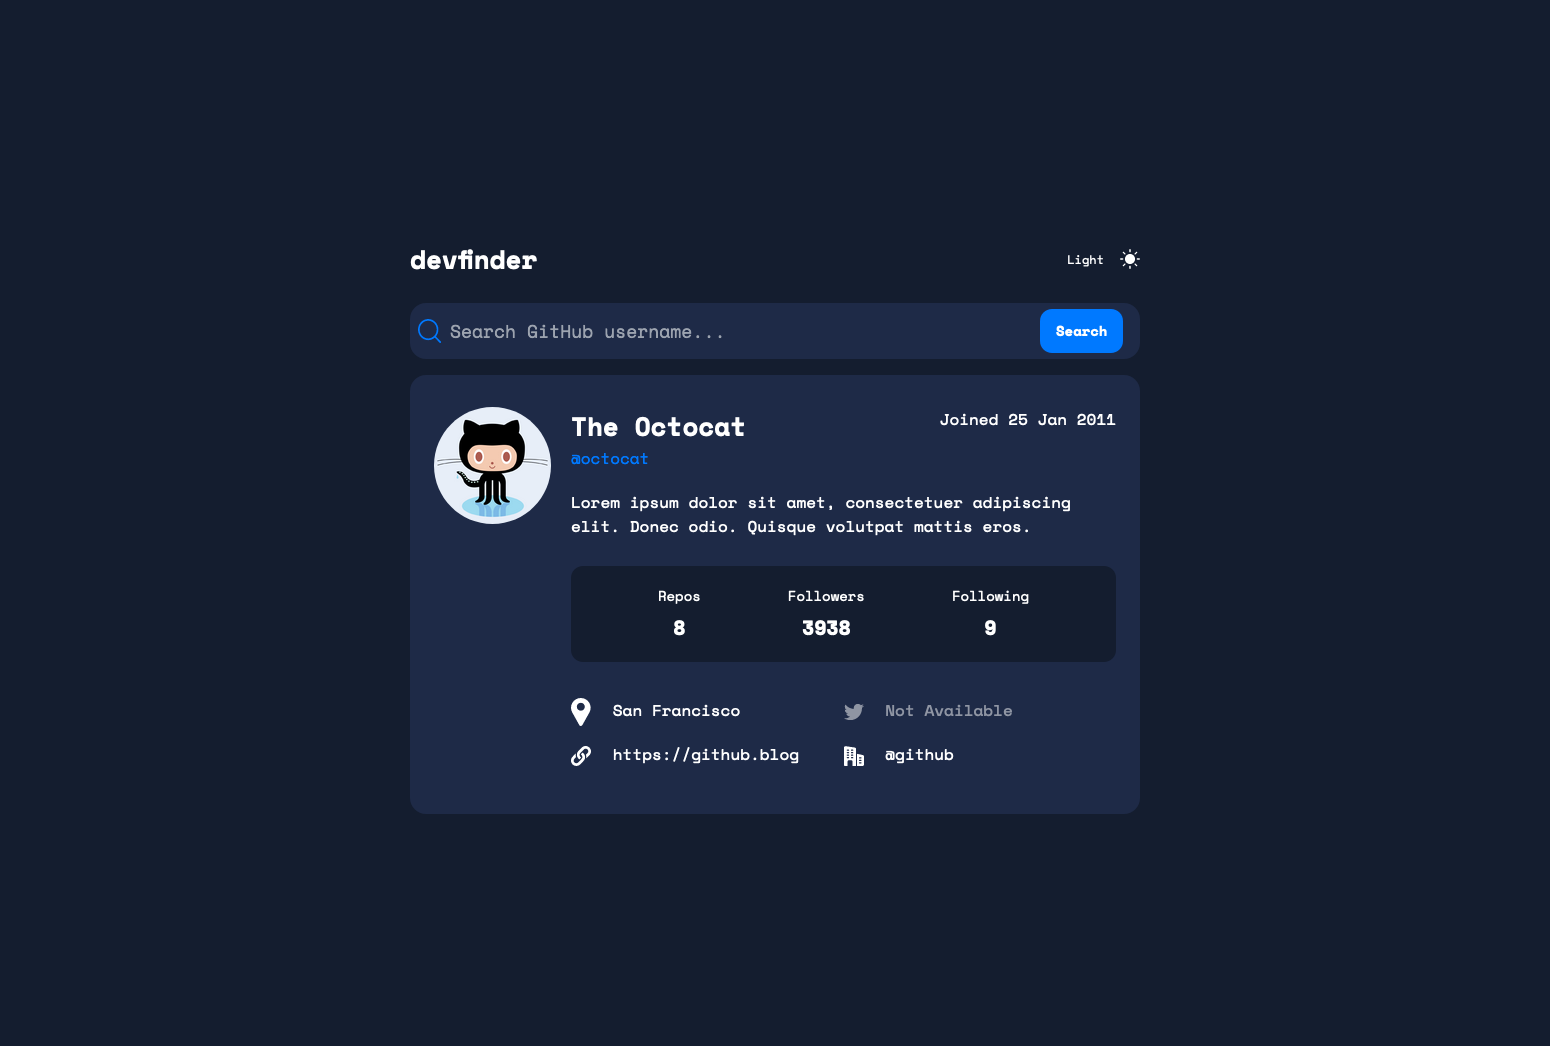 devfinder
Light
Search GitHub username...
Search
The Octocat
Joined 25 Jan 2011
@octocat
Lorem ipsum dolor sit amet, consectetuer adipiscing
elit. Donec odio. Quisque volutpat mattis eros.
Repos
Followers
Following
8
3938
9
San Francisco
Not Available
https://github.blog
@github